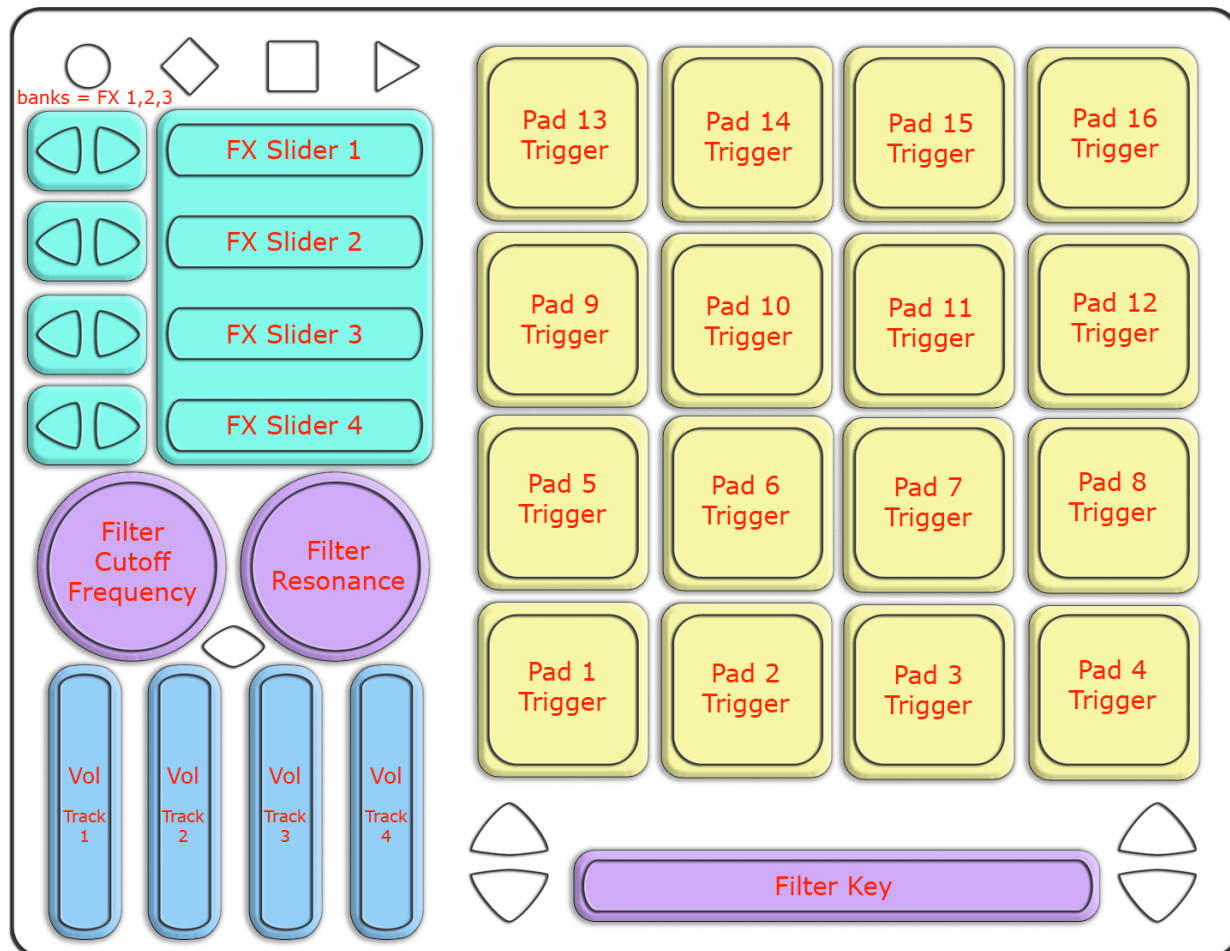 banks = FX 1,2,3
FX Slider 1
FX Slider 2
FX Slider 3
FX Slider 4
Filter
Cutoff
Frequency
Filter
Resonance
Vol
Track
1
Vol
Track
2
Vol
Track
3
Vol
Track
4
Pad 13
Trigger
Pad 14
Trigger
Pad 15
Trigger
Pad 16
Trigger
Pad 9
Trigger
Pad 10
Trigger
Pad 11
Trigger
Pad 12
Trigger
Pad 5
Trigger
Pad 6
Trigger
Pad 7
Trigger
Pad 8
Trigger
Pad 1
Trigger
Pad 2
Trigger
Pad 3
Trigger
Pad 4
Trigger
Filter Key